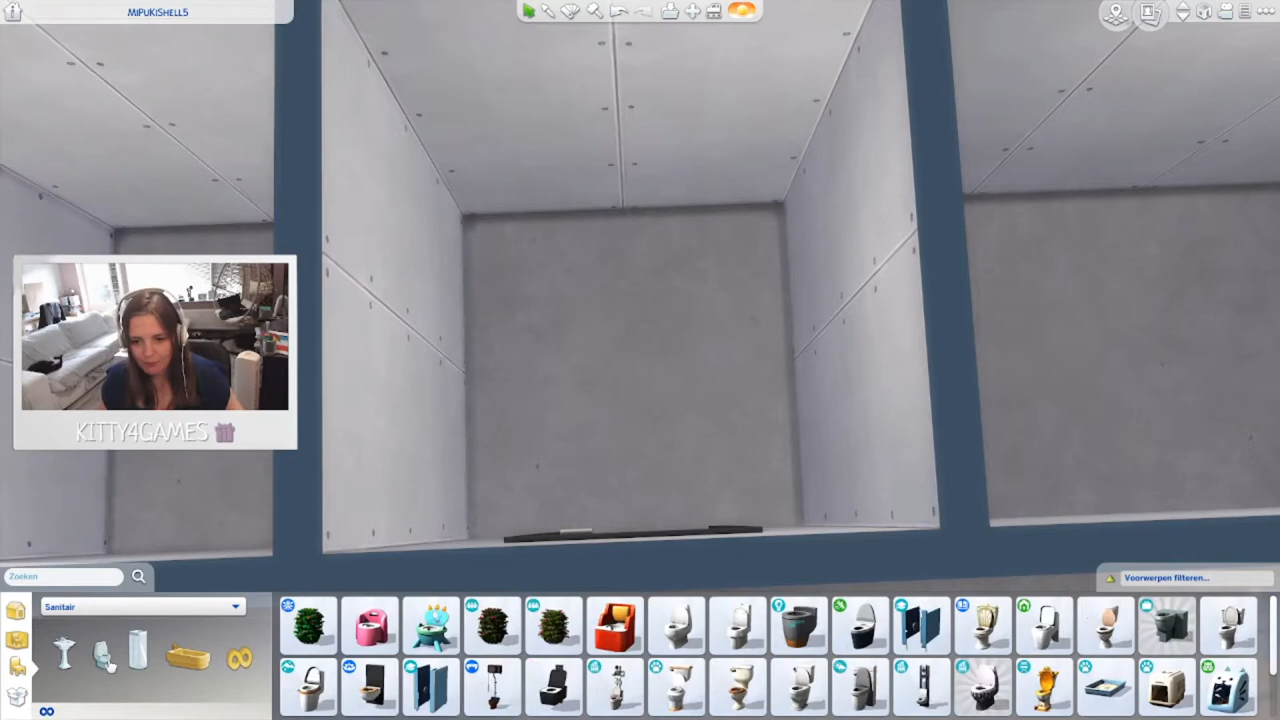 MIPUKISHELL5
KITTY4GAMES
Zoeken
Voorwerpen filteren...
Sanitair